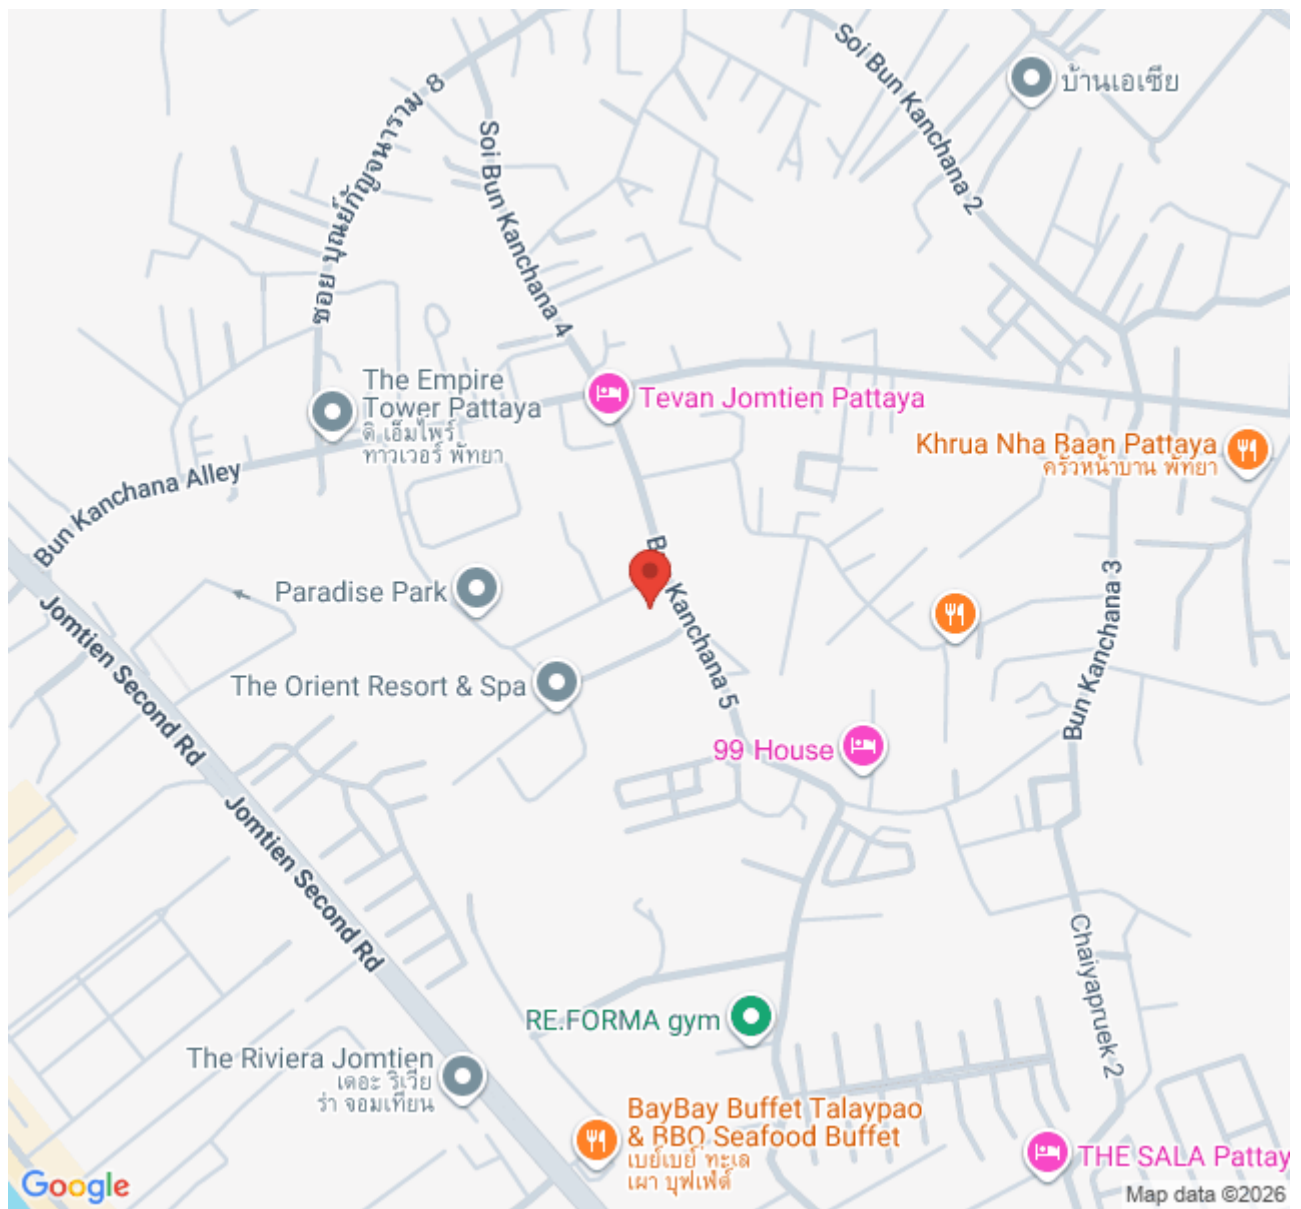 Soi Bun Kanchana 2
บ้านเอเซีย
ซอย บุณย์กัญจนาราม 8
Soi Bun Kanchana 4
The Empire
Tower Pattaya
ดิ เอ็มไพร์
ทาวเวอร์ พัทยา
Tevan Jomtien Pattaya
Khrua Nha Baan Pattaya
ครัวหน้าบาน พัทยา
Bun Kanchana Alley
Paradise Park
Kanchana 5
Bun Kanchana 3
Jomtien Second Rd
The Orient Resort & Spa
99 House
Jomtien Second Rd
Chaiyapruek 2
RE.FORMA gym
The Riviera Jomtien
เดอะ ริเวีย
ร่า จอมเทียน
BayBay Buffet Talaypao
& BBQ Seafood Buffet
เบย์เบย์ ทะเล
เผา บุฟเฟ่ต์
THE SALA Pattay
Google
Map data ©2026